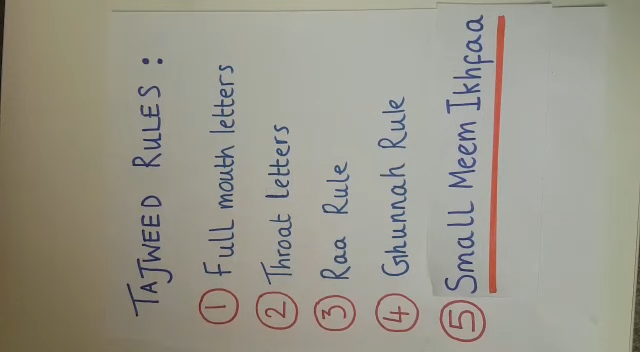 TAJWEED RULES:
1 Full mouth letters
2 Throat Letters
3 Raa Rule
4 Ghunnah Rule
5 Small Meem Ikhfaa